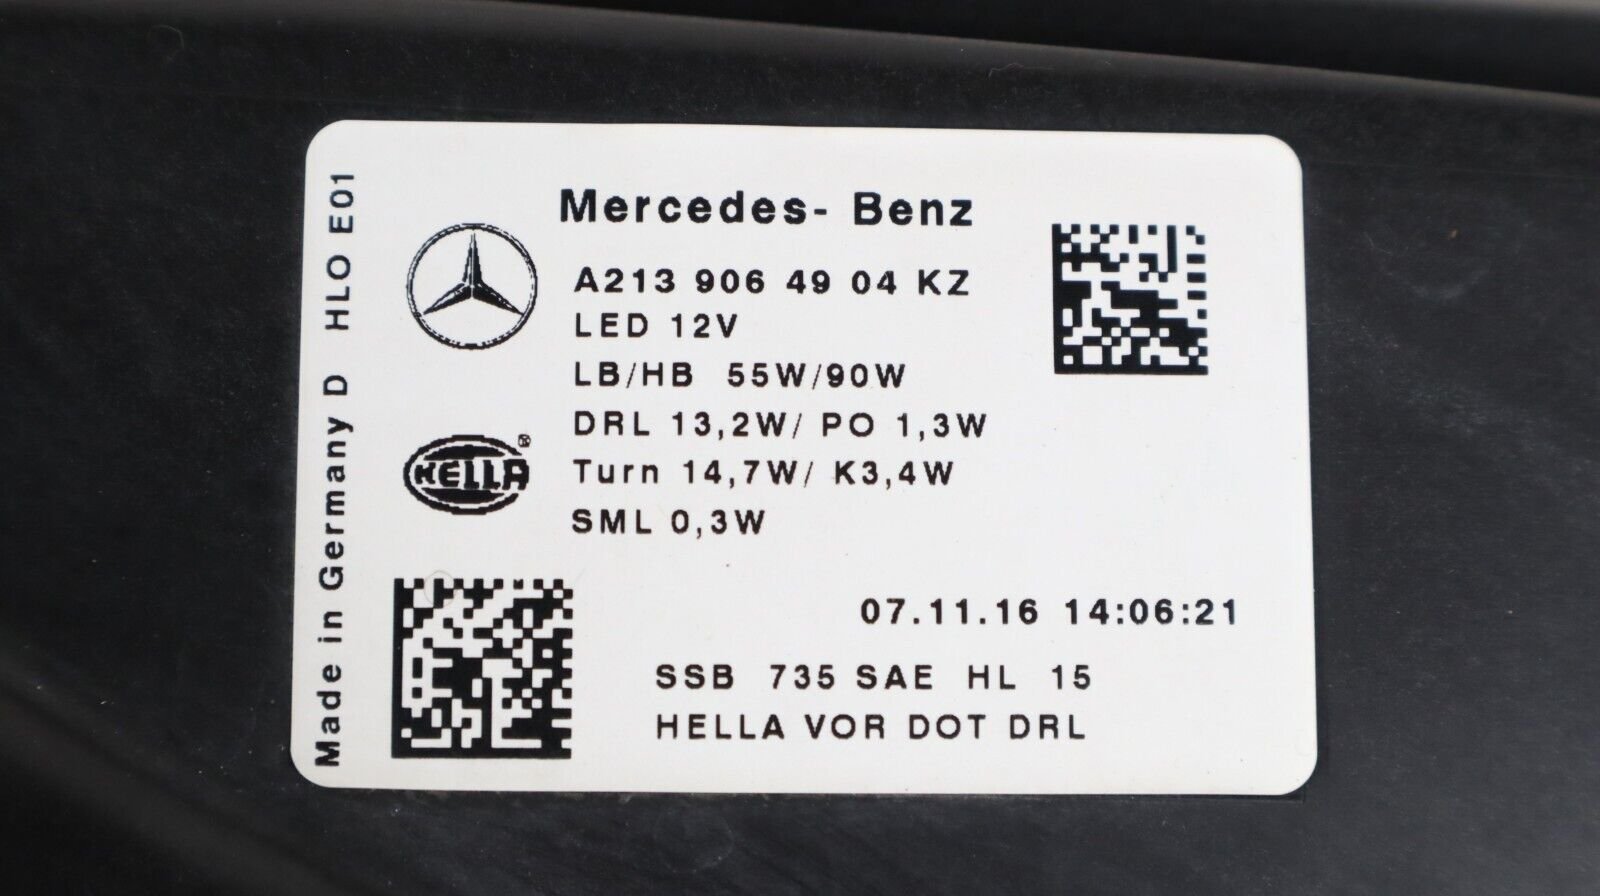 Mercedes- Benz
A213 906 49 04 KZ
LED 12V
LB/HB 55W/90W
DRL 13,2W/ PO 1,3W
HELLA®
Turn 14,7W/ K3,4W
SML 0,3W
07.11.16 14:06:21
SSB 735 SAE HL 15
HELLA VOR DOT DRL
Made in Germany D HLO E01